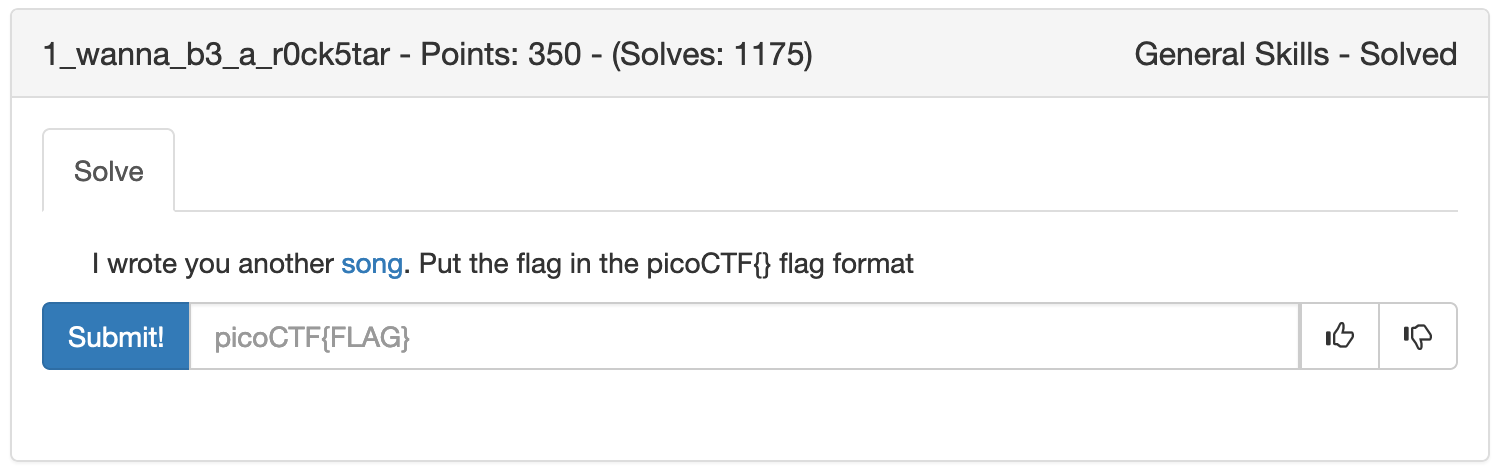 1_wanna_b3_a_r0ck5tar - Points: 350 - (Solves: 1175)
General Skills - Solved
Solve
I wrote you another song. Put the flag in the picoCTF{} flag format
Submit!
picoCTF{FLAG}